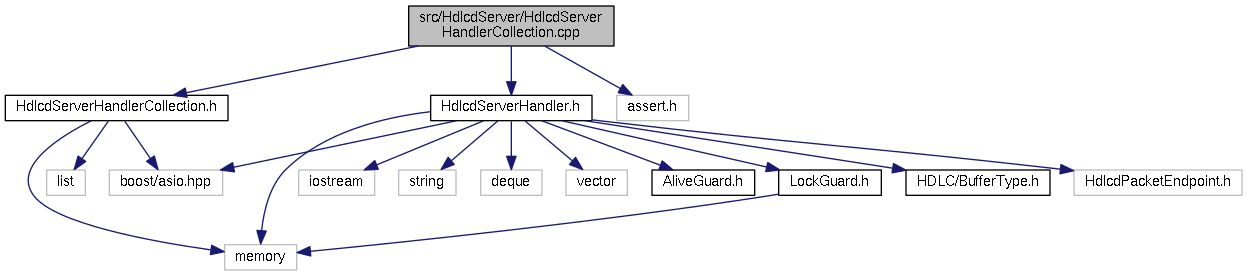 src/HdlcdServer/HdlcdServer
HandlerCollection.cpp
HdlcdServerHandlerCollection.h
HdlcdServerHandler.h
assert.h
list
boost/asio.hpp
iostream
string
deque
vector
AliveGuard.h
LockGuard.h
HDLC/BufferType.h
HdlcdPacketEndpoint.h
memory